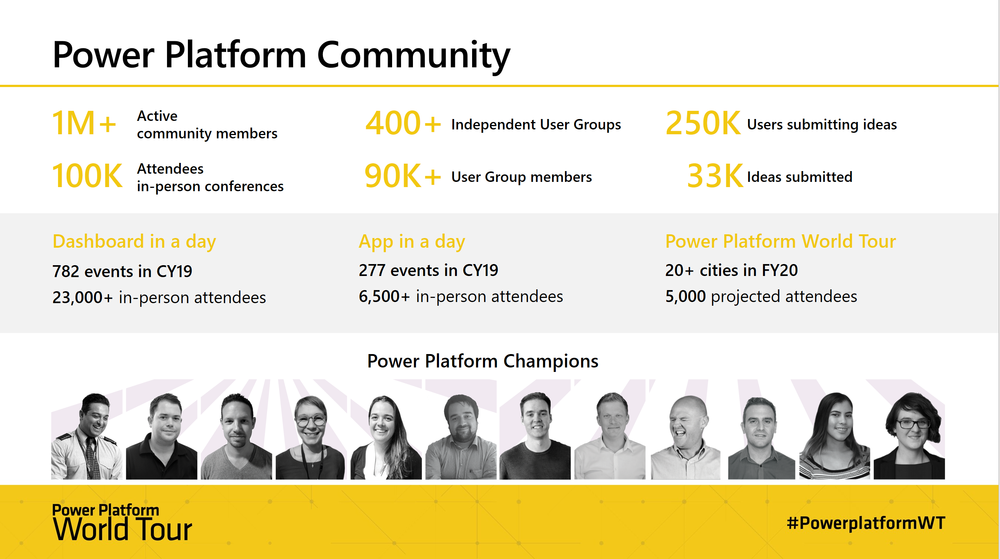 Power Platform Community
1M+ Active
community members
400+ Independent User Groups
250K Users submitting ideas
100K Attendees
in-person conferences
90K+ User Group members
33K Ideas submitted
Dashboard in a day
782 events in CY19
23,000+ in-person attendees
App in a day
277 events in CY19
6,500+ in-person attendees
Power Platform World Tour
20+ cities in FY20
5,000 projected attendees
Power Platform Champions
Power Platform
World Tour
#PowerplatformWT